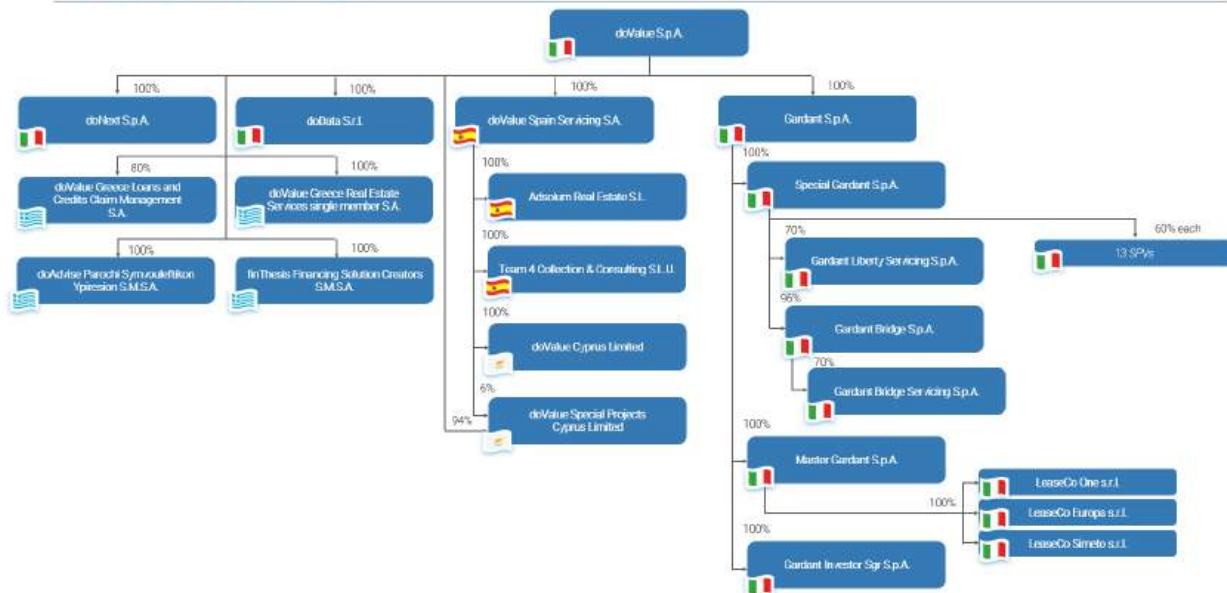 doValue S.p.A.
100%
100%
100%
100%
doNext S.p.A.
doData S.r.l.
doValue Spain Servicing S.A.
Gardant S.p.A.
80%
100%
100%
100%
doValue Greece Loans and
Credits Claim Management
S.A.
doValue Greece Real Estate
Services single member S.A.
Adsolum Real Estate S.L.
Special Gardant S.p.A.
100%
100%
100%
70%
60% each
doAdvise Parochi Symvouleftikon
Ypiresion S.M.S.A.
finThesis Financing Solution Creators
S.M.S.A.
Team 4 Collection & Consulting S.L.U.
Gardant Liberty Servicing S.p.A.
13 SPVs
100%
96%
doValue Cyprus Limited
Gardant Bridge S.p.A.
70%
6%
Gardant Bridge Servicing S.p.A.
94%
doValue Special Projects
Cyprus Limited
100%
Master Gardant S.p.A.
100%
LeaseCo One s.r.l.
LeaseCo Europa s.r.l.
LeaseCo Simeto s.r.l.
100%
Gardant Investor Sgr S.p.A.